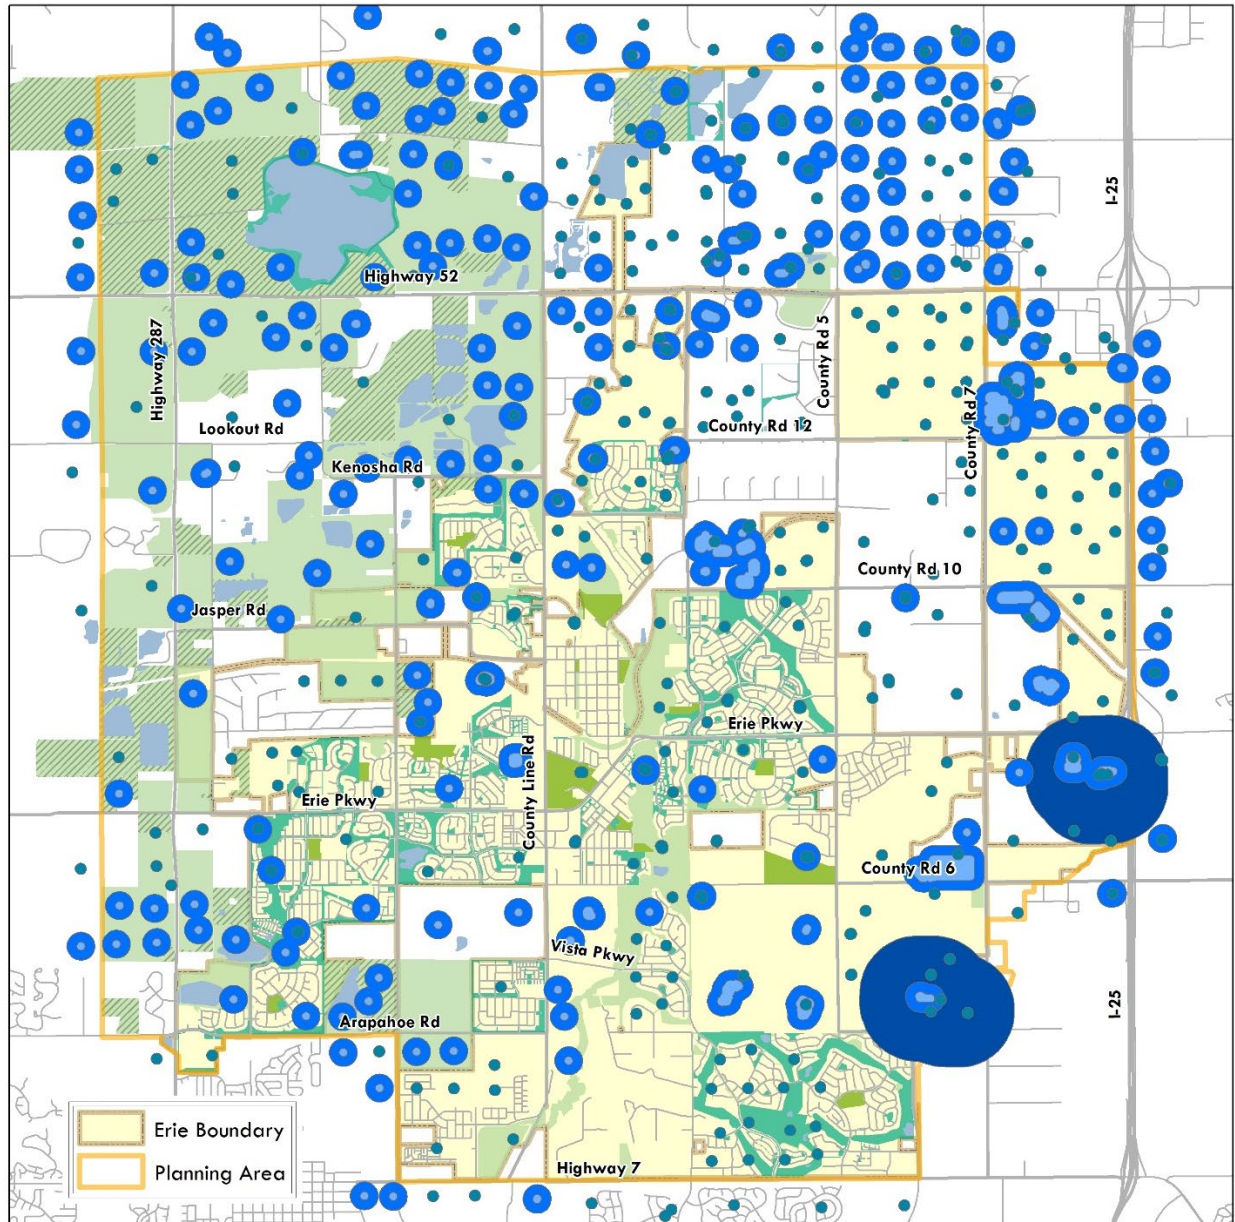 I-25
Highway 52
Highway 287
County Rd 5
County Rd 7
Lookout Rd
County Rd 12
Kenosha Rd
County Rd 10
Jasper Rd
Erie Pkwy
County Line Rd
Erie Pkwy
County Rd 6
Vista Pkwy
I-25
Arapahoe Rd
Highway 7
Erie Boundary
Planning Area